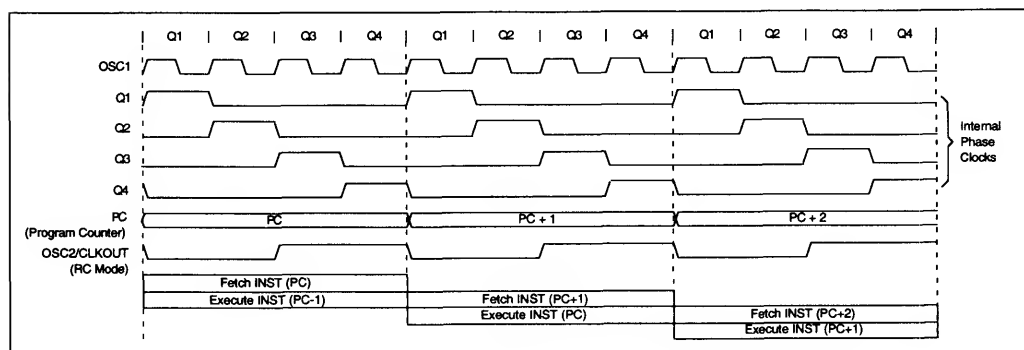 Q1 | Q2 | Q3 | Q4 | Q1 | Q2 | Q3 | Q4 | Q1 | Q2 | Q3 | Q4
OSC1
Q1
Q2
Q3
Q4
Internal
Phase
Clocks
PC
(Program Counter)
PC
PC + 1
PC + 2
OSC2/CLKOUT
(RC Mode)
Fetch INST (PC)
Execute INST (PC-1)
Fetch INST (PC+1)
Execute INST (PC)
Fetch INST (PC+2)
Execute INST (PC+1)